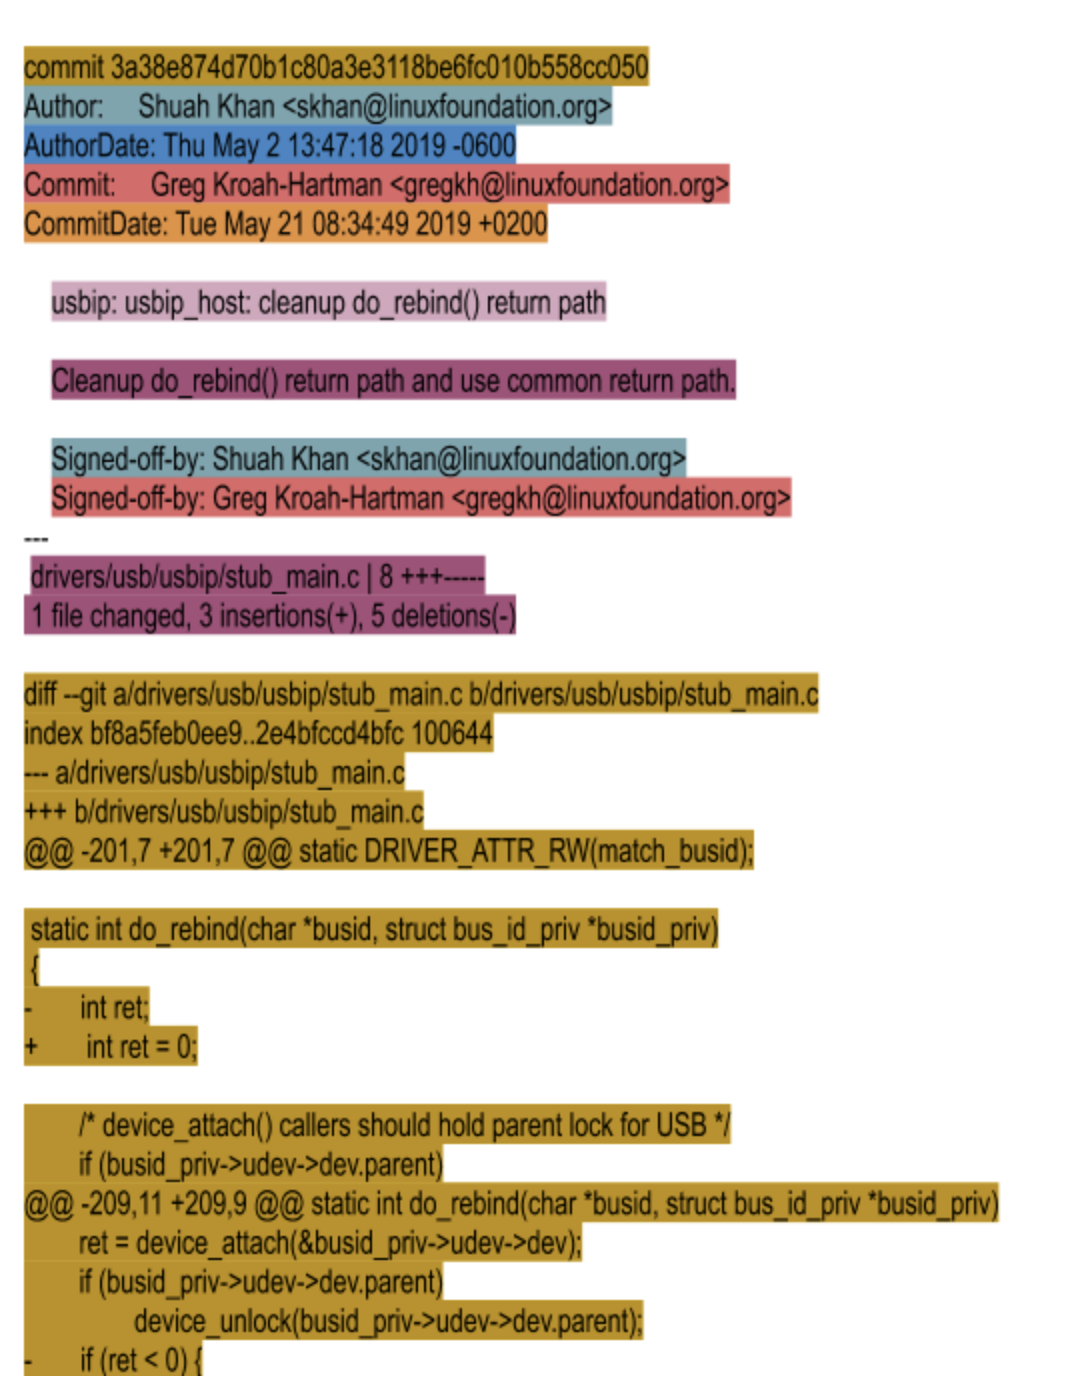 commit 3a38e874d70b1c80a3e3118be6fc010b558cc050
Author:     Shuah Khan <skhan@linuxfoundation.org>
AuthorDate: Thu May 2 13:47:18 2019 -0600
Commit:     Greg Kroah-Hartman <gregkh@linuxfoundation.org>
CommitDate: Tue May 21 08:34:49 2019 +0200
usbip: usbip_host: cleanup do_rebind() return path
Cleanup do_rebind() return path and use common return path.
Signed-off-by: Shuah Khan <skhan@linuxfoundation.org>
Signed-off-by: Greg Kroah-Hartman <gregkh@linuxfoundation.org>
---
drivers/usb/usbip/stub_main.c | 8 +++-----
1 file changed, 3 insertions(+), 5 deletions(-)
diff --git a/drivers/usb/usbip/stub_main.c b/drivers/usb/usbip/stub_main.c
index bf8a5feb0ee9..2e4bfccd4bfc 100644
--- a/drivers/usb/usbip/stub_main.c
+++ b/drivers/usb/usbip/stub_main.c
@@ -201,7 +201,7 @@ static DRIVER_ATTR_RW(match_busid);
static int do_rebind(char *busid, struct bus_id_priv *busid_priv)
{
-       int ret;
+       int ret = 0;
/* device_attach() callers should hold parent lock for USB */
if (busid_priv->udev->dev.parent)
@@ -209,11 +209,9 @@ static int do_rebind(char *busid, struct bus_id_priv *busid_priv)
ret = device_attach(&busid_priv->udev->dev);
if (busid_priv->udev->dev.parent)
device_unlock(busid_priv->udev->dev.parent);
-       if (ret < 0) {